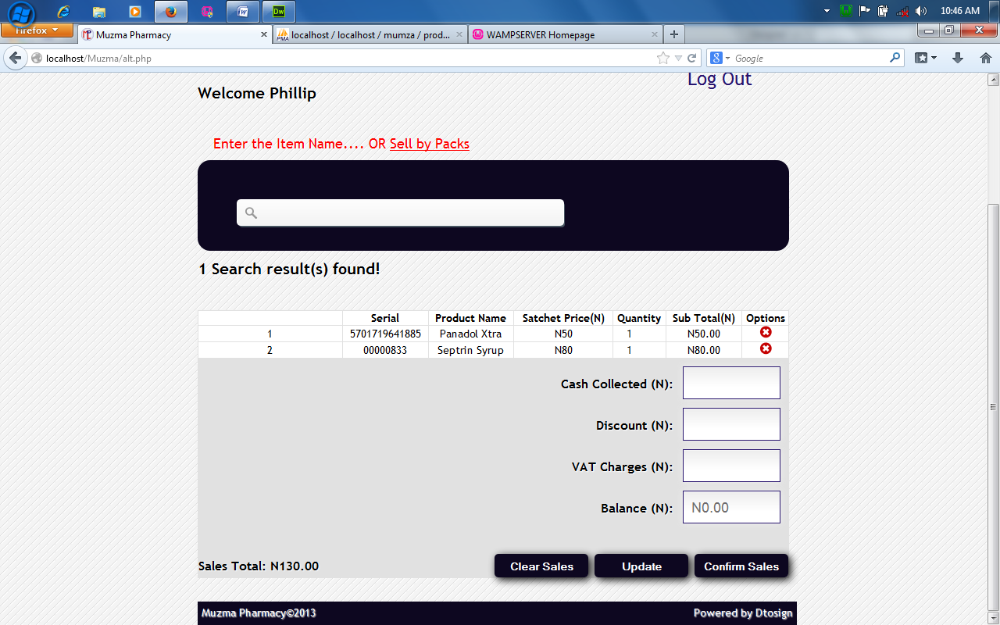 W
Dw
10:46 AM
Firefox
Muzma Pharmacy
PMA
localhost / localhost / mumza / prod...
WAMPSERVER Homepage
localhost/Muzma/alt.php
8
Google
Log Out
Welcome Phillip
Enter the Item Name.... OR Sell by Packs
1 Search result(s) found!
Serial Product Name Satchet Price(N) Quantity Sub Total(N) Options
1 5701719641885 Panadol Xtra N50 1 N50.00
2 00000833 Septrin Syrup N80 1 N80.00
Cash Collected (N):
Discount (N):
VAT Charges (N):
Balance (N): N0.00
Sales Total: N130.00 Clear Sales Update Confirm Sales
Muzma Pharmacy©2013 Powered by Dtosign